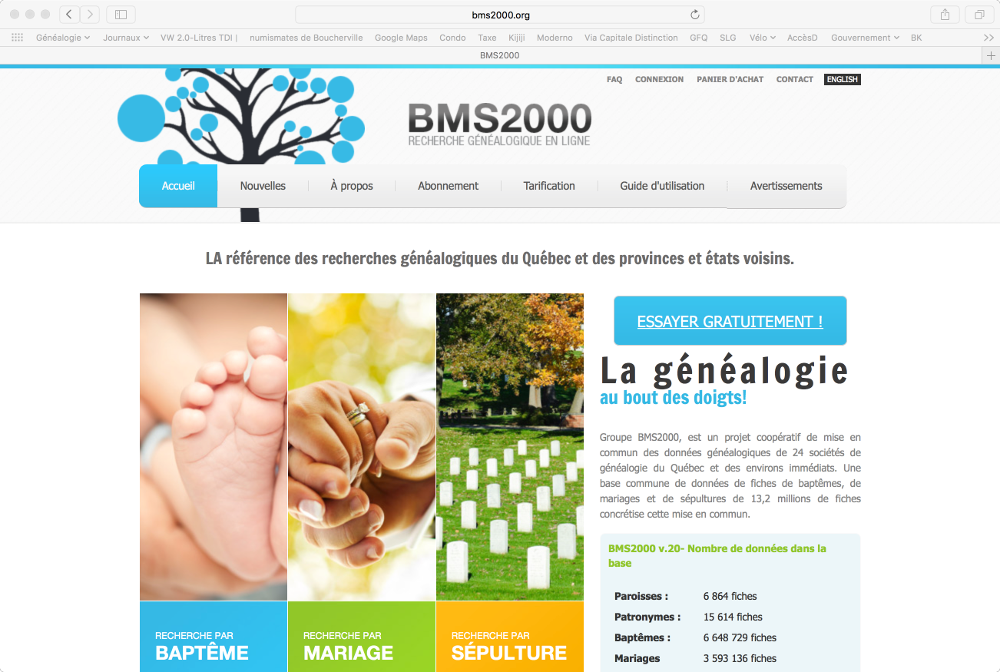 bms2000.org
Généalogie Journaux VW 2.0-Litres TDI | numismates de Boucherville Google Maps Condo Taxe Kijiji Moderno Via Capitale Distinction GFQ SLG Vélo AccèsD Gouvernement BK >>
BMS2000 +
FAQ CONNEXION PANIER D'ACHAT CONTACT ENGLISH
BMS2000
RECHERCHE GÉNÉALOGIQUE EN LIGNE
Accueil Nouvelles À propos Abonnement Tarification Guide d'utilisation Avertissements
LA référence des recherches généalogiques du Québec et des provinces et états voisins.
ESSAYER GRATUITEMENT !
La généalogie
au bout des doigts!
Groupe BMS2000, est un projet coopératif de mise en
commun des données généalogiques de 24 sociétés de
généalogie du Québec et des environs immédiats. Une
base commune de données de fiches de baptêmes, de
mariages et de sépultures de 13,2 millions de fiches
concrétise cette mise en commun.
BMS2000 v.20- Nombre de données dans la
base
Paroisses : 6 864 fiches
Patronymes : 15 614 fiches
Baptêmes : 6 648 729 fiches
Mariages 3 593 136 fiches
RECHERCHE PAR
BAPTÊME
RECHERCHE PAR
MARIAGE
RECHERCHE PAR
SÉPULTURE